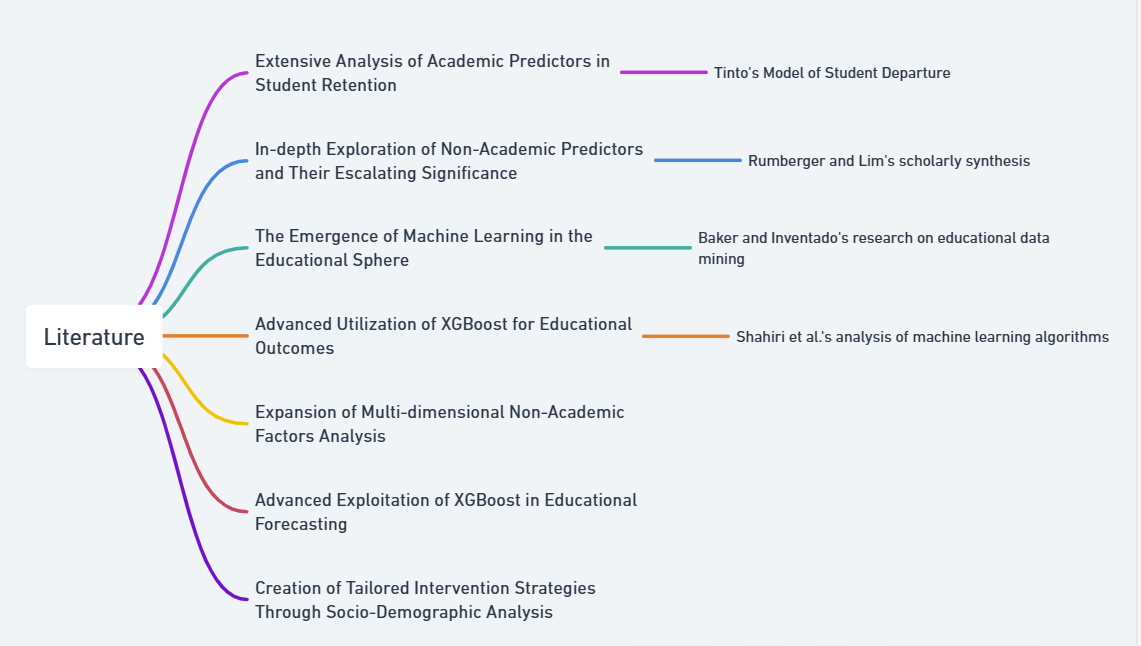 Extensive Analysis of Academic Predictors in
Student Retention
Tinto's Model of Student Departure
In-depth Exploration of Non-Academic Predictors
and Their Escalating Significance
Rumberger and Lim's scholarly synthesis
The Emergence of Machine Learning in the
Educational Sphere
Baker and Inventado's research on educational data
mining
Literature
Advanced Utilization of XGBoost for Educational
Outcomes
Shahiri et al.'s analysis of machine learning algorithms
Expansion of Multi-dimensional Non-Academic
Factors Analysis
Advanced Exploitation of XGBoost in Educational
Forecasting
Creation of Tailored Intervention Strategies
Through Socio-Demographic Analysis